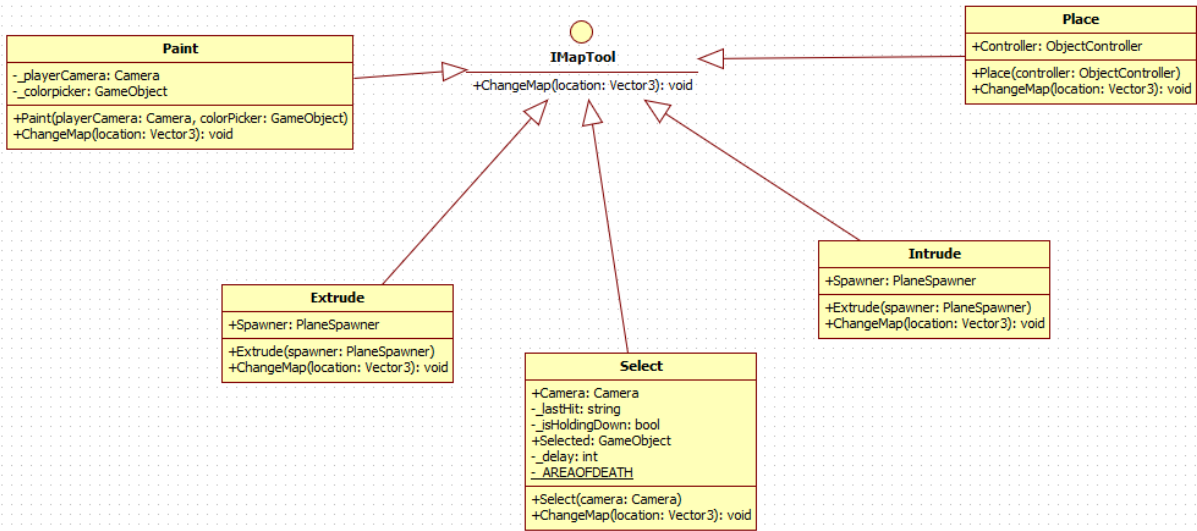 Paint
-_playerCamera: Camera
-_colorpicker: GameObject
+Paint(playerCamera: Camera, colorPicker: GameObject)
+ChangeMap(location: Vector3): void
IMapTool
+ChangeMap(location: Vector3): void
Place
+Controller: ObjectController
+Place(controller: ObjectController)
+ChangeMap(location: Vector3): void
Extrude
+Spawner: PlaneSpawner
+Extrude(spawner: PlaneSpawner)
+ChangeMap(location: Vector3): void
Select
+Camera: Camera
-_lastHit: string
-_isHoldingDown: bool
+Selected: GameObject
-_delay: int
-_AREAOFDEATH
+Select(camera: Camera)
+ChangeMap(location: Vector3): void
Intrude
+Spawner: PlaneSpawner
+Extrude(spawner: PlaneSpawner)
+ChangeMap(location: Vector3): void